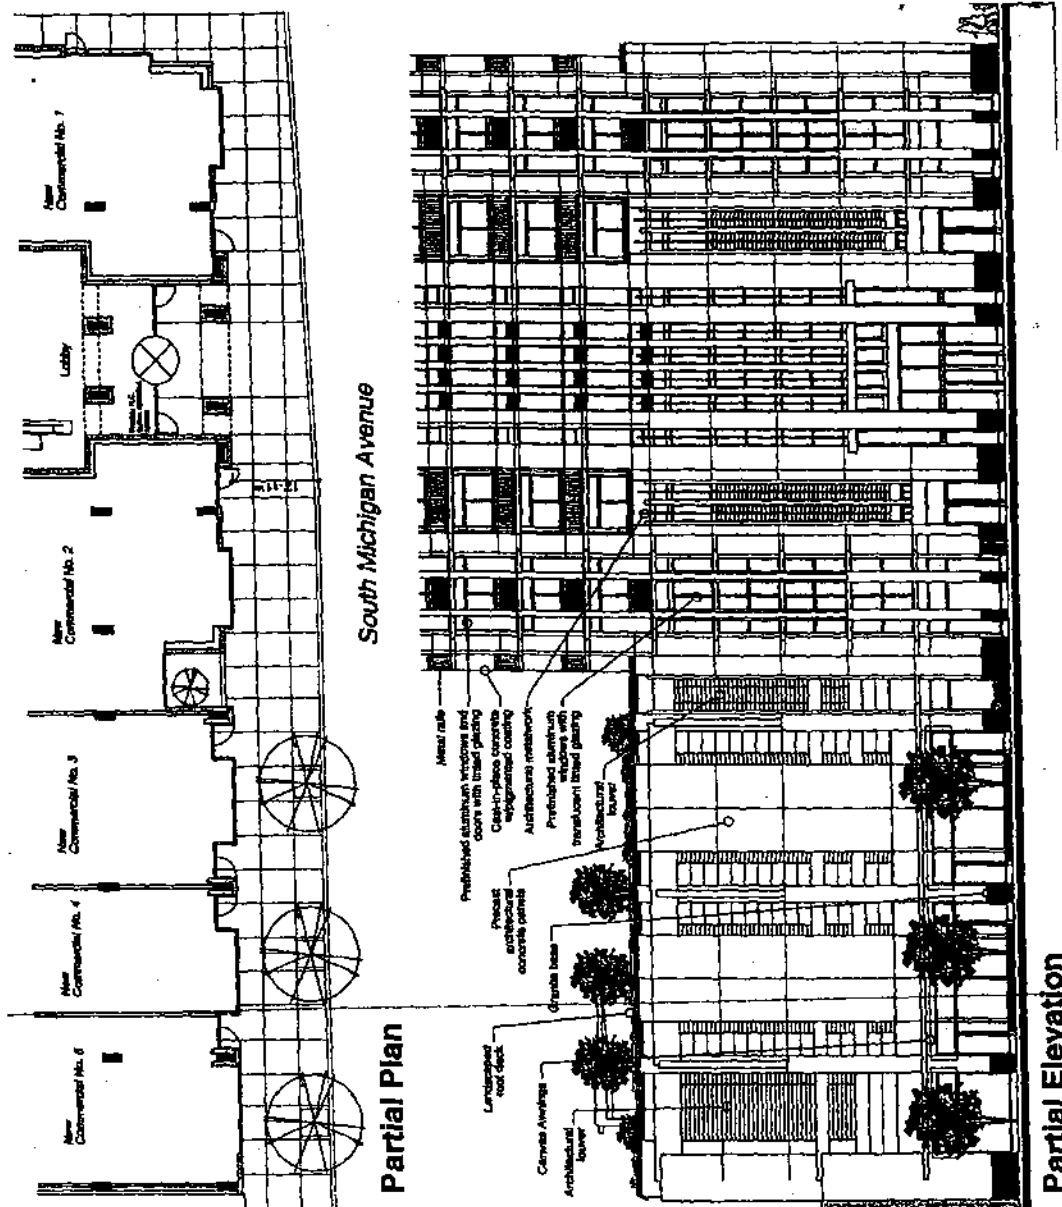 New
Commercial No. 5
New
Commercial No. 4
New
Commercial No. 3
New
Commercial No. 2
Lobby
New
Commercial No. 1
South Michigan Avenue
Partial Plan
Metal rails
Prefinished aluminum windows and
doors with tinted glazing
Cast-in-place concrete
w/pigmented coating
Architectural metalwork
Prefinished aluminum
windows with
translucent tinted glazing
Architectural
louver
Precast
architectural
concrete panels
Granite base
Landscaped
roof deck
Canvas Awnings
Architectural
louver
Partial Elevation